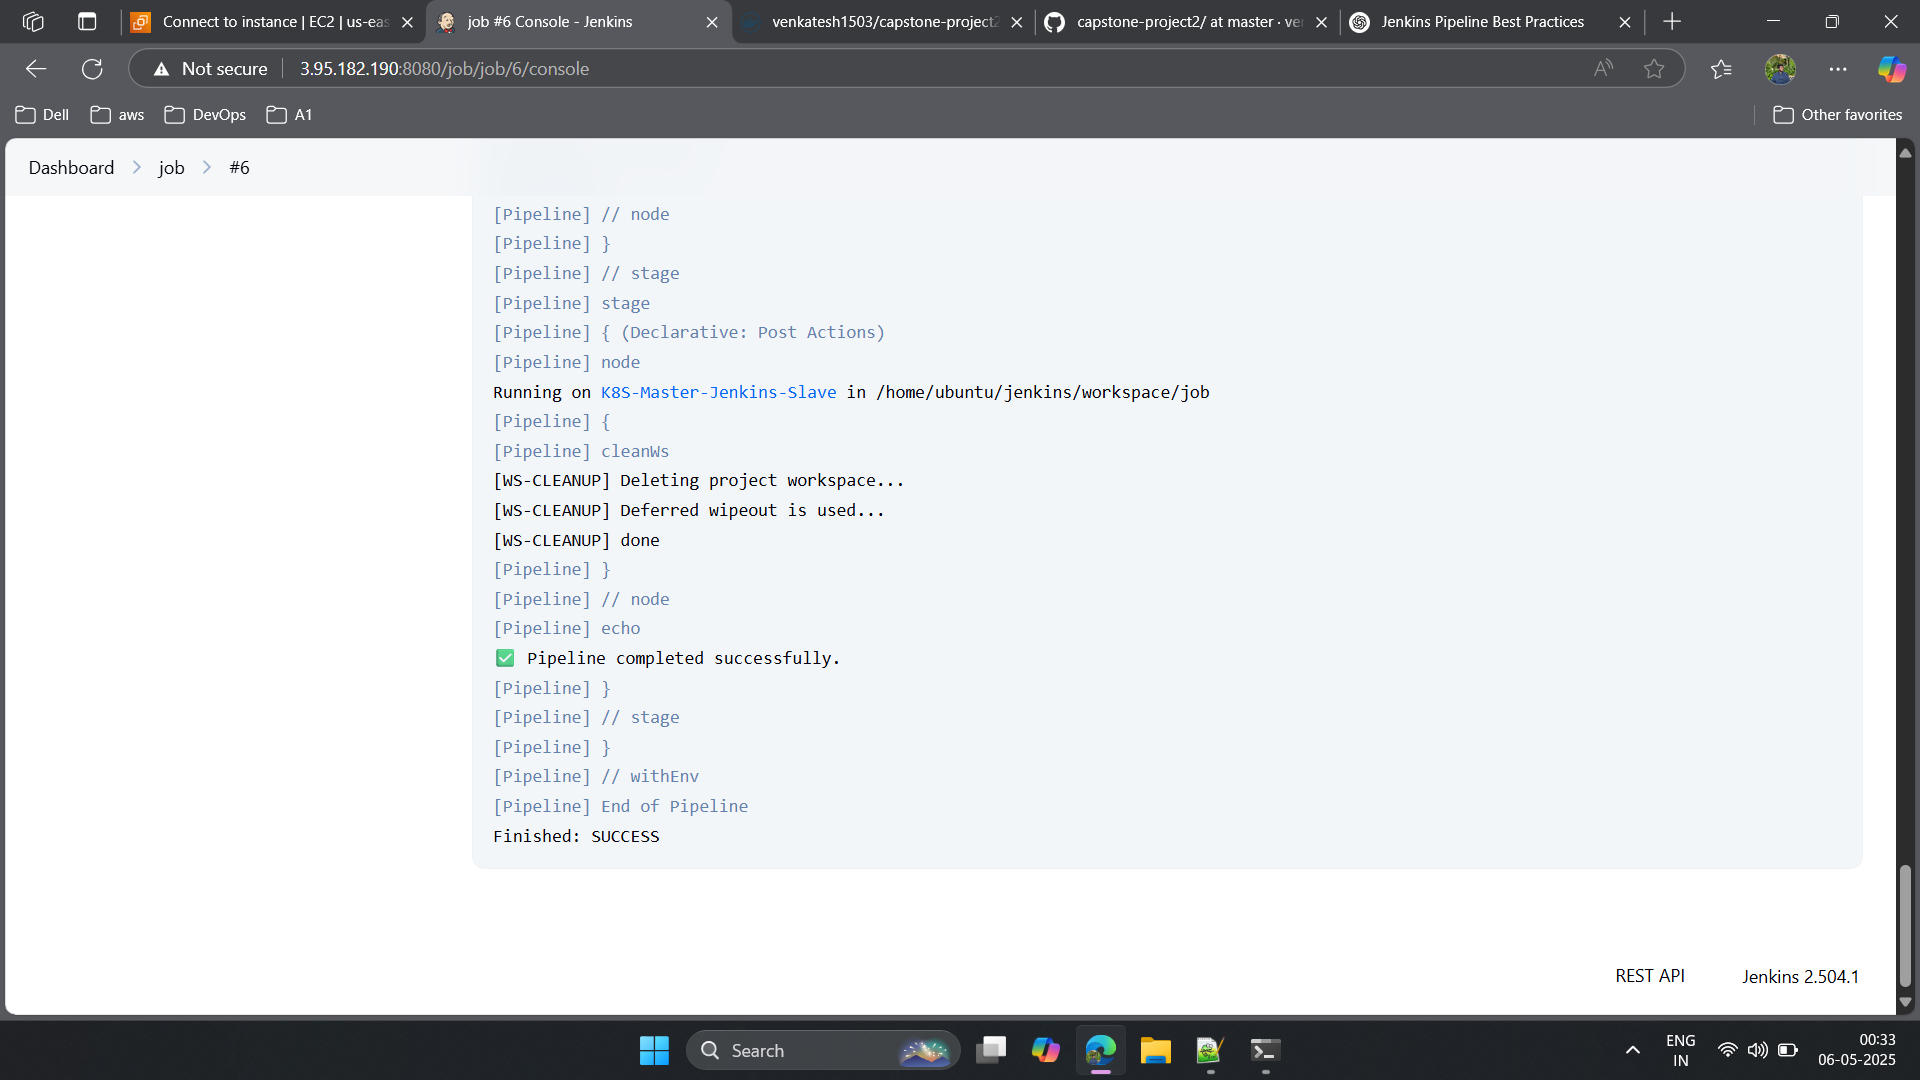 Connect to instance | EC2 | us-eas
job #6 Console - Jenkins
venkatesh1503/capstone-project2
capstone-project2/ at master · ve
Jenkins Pipeline Best Practices
Not secure
3.95.182.190:8080/job/job/6/console
Dell
aws
DevOps
A1
Other favorites
Dashboard
job
#6
[Pipeline] // node
[Pipeline] }
[Pipeline] // stage
[Pipeline] stage
[Pipeline] { (Declarative: Post Actions)
[Pipeline] node
Running on K8S-Master-Jenkins-Slave in /home/ubuntu/jenkins/workspace/job
[Pipeline] {
[Pipeline] cleanWs
[WS-CLEANUP] Deleting project workspace...
[WS-CLEANUP] Deferred wipeout is used...
[WS-CLEANUP] done
[Pipeline] }
[Pipeline] // node
[Pipeline] echo
✅ Pipeline completed successfully.
[Pipeline] }
[Pipeline] // stage
[Pipeline] }
[Pipeline] // withEnv
[Pipeline] End of Pipeline
Finished: SUCCESS
REST API
Jenkins 2.504.1
Search
ENG
IN
00:33
06-05-2025